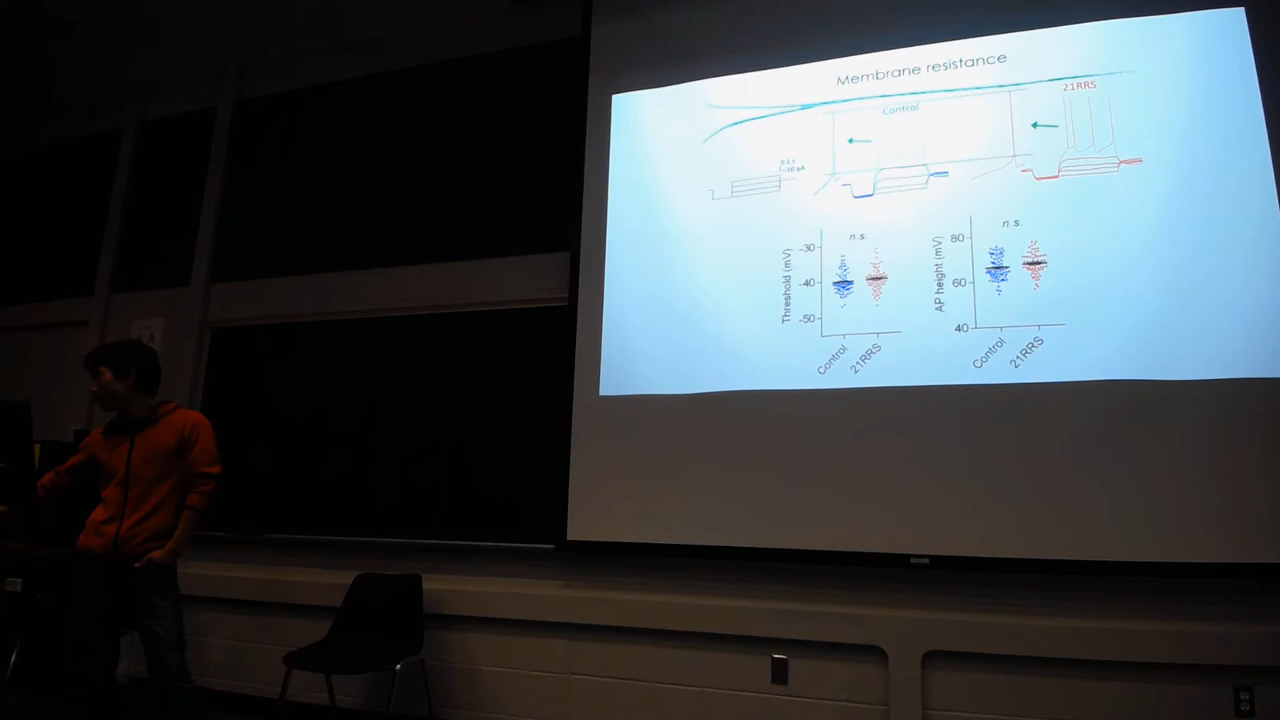 Membrane resistance
Control
21RRS
n.s.
-30
-40
-50
Threshold (mV)
Control
21RRS
n.s.
80
60
40
AP height (mV)
Control
21RRS